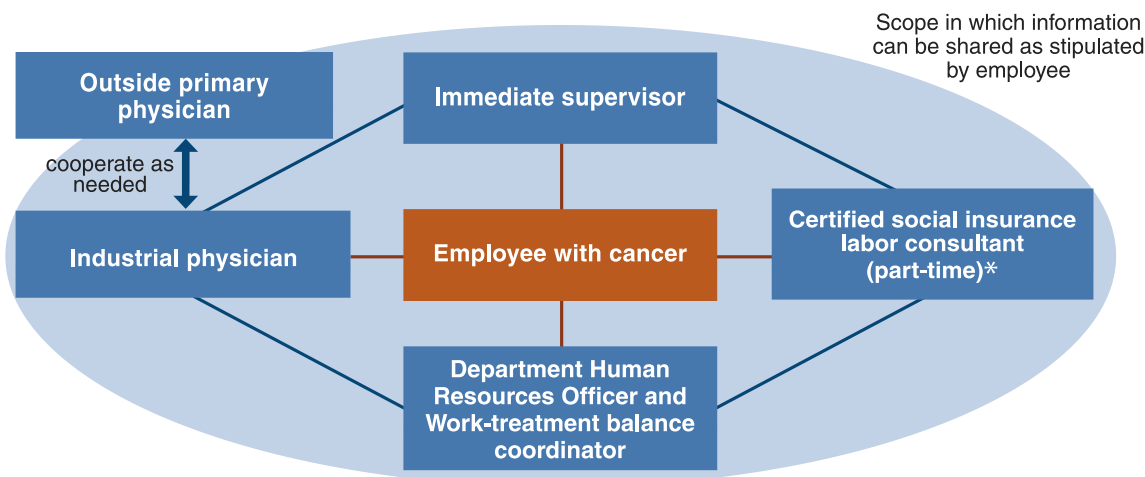 Scope in which information
can be shared as stipulated
by employee
Outside primary
physician
Immediate supervisor
cooperate as
needed
Industrial physician
Employee with cancer
Certified social insurance
labor consultant
(part-time)*
Department Human
Resources Officer and
Work-treatment balance
coordinator